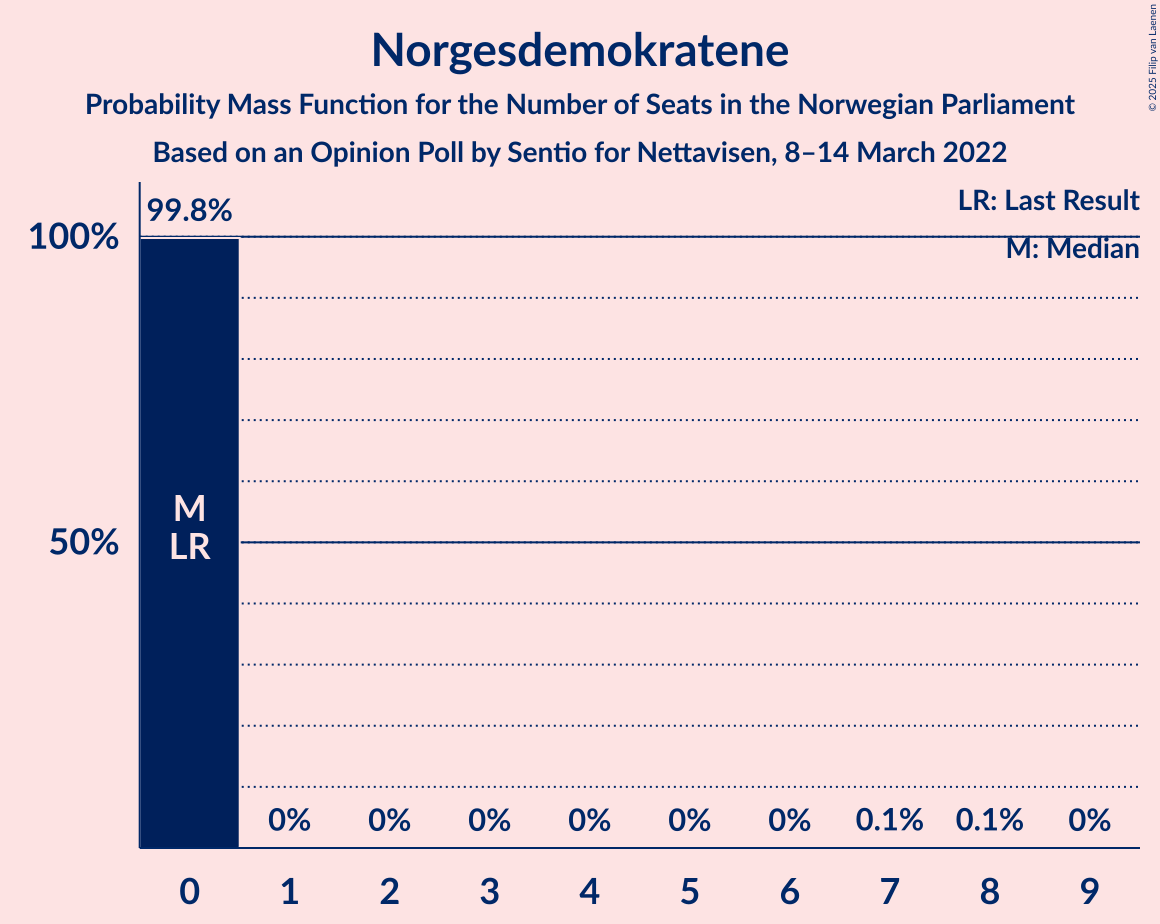 Norgesdemokratene
Probability Mass Function for the Number of Seats in the Norwegian Parliament
Based on an Opinion Poll by Sentio for Nettavisen, 8–14 March 2022
© 2025 Filip van Laenen
LR: Last Result
M: Median
99.8%
100%
50%
M
LR
0% 0% 0% 0% 0% 0% 0.1% 0.1% 0%
0 1 2 3 4 5 6 7 8 9